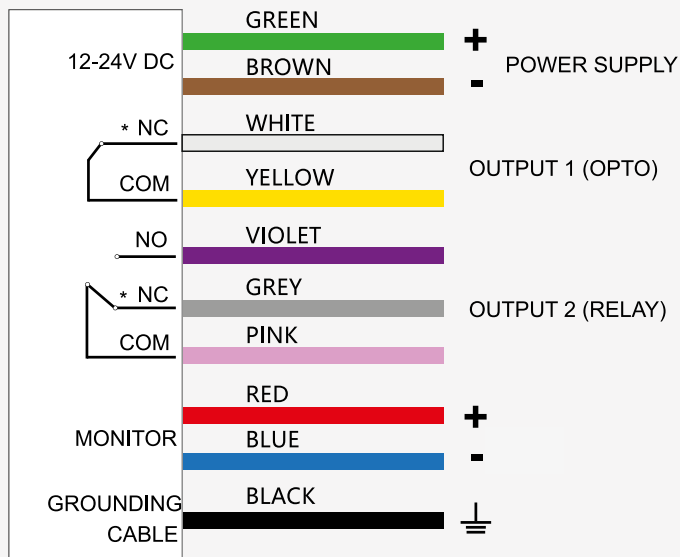 GREEN
12-24V DC
+
POWER SUPPLY
BROWN
-
* NC
WHITE
OUTPUT 1 (OPTO)
COM
YELLOW
NO
VIOLET
* NC
GREY
OUTPUT 2 (RELAY)
COM
PINK
RED
+
MONITOR
BLUE
-
GROUNDING
CABLE
BLACK